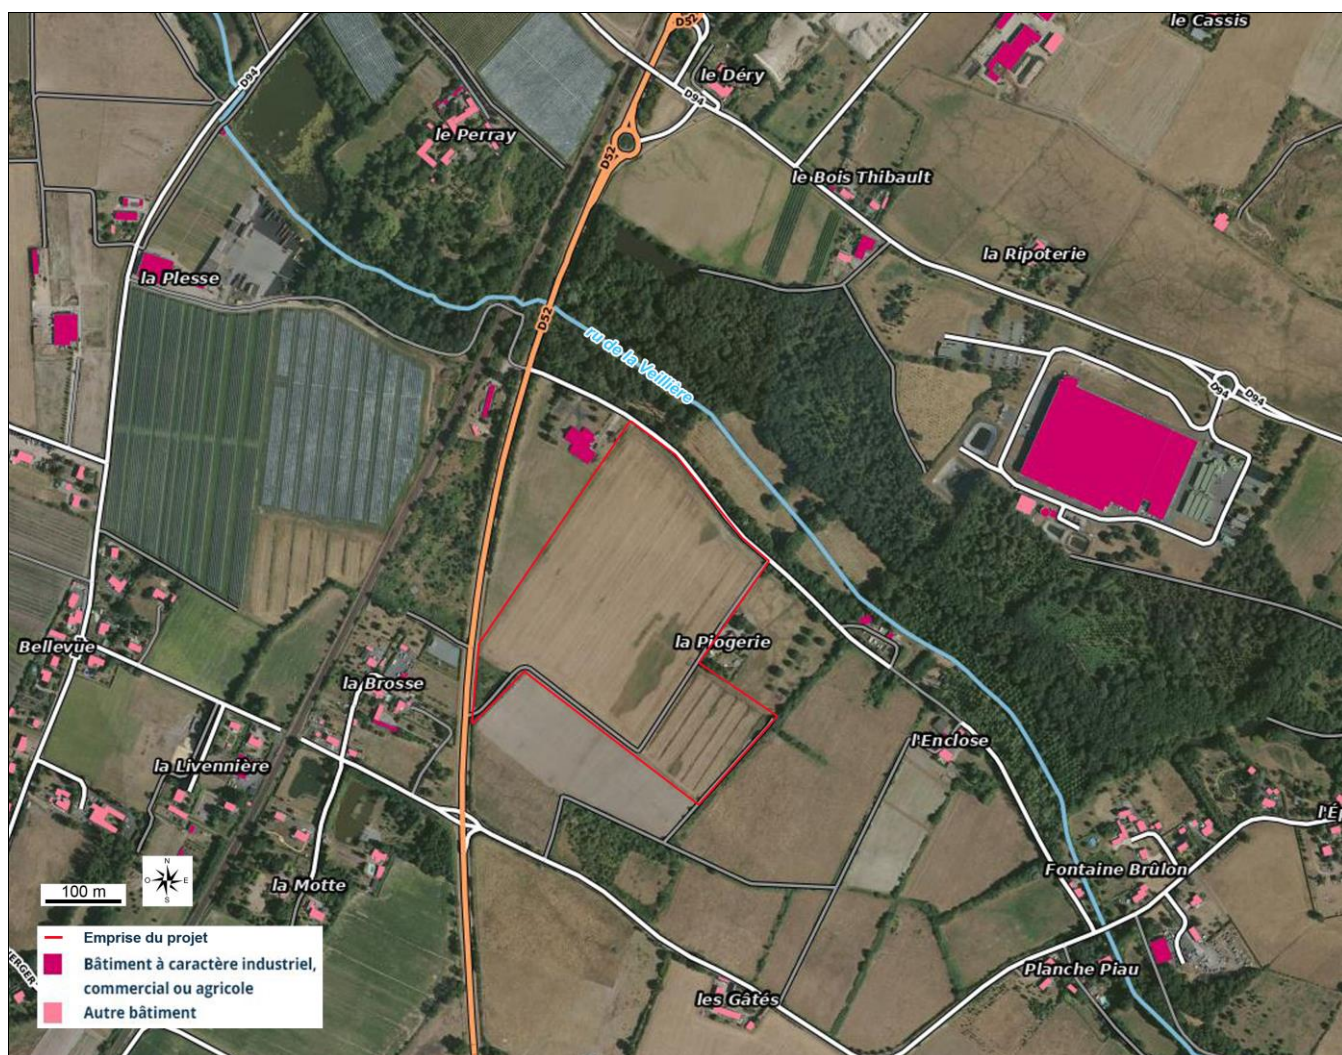 D52
le Cassis
le Déry
D94
D94
le Perray
D52
le Bois Thibault
la Ripoterie
la Plesse
D52
ru de la Veillière
D94
D94
la Piogerie
Bellevue
la Brosse
l'Enclose
la Livennière
N
O E
S
100 m
la Motte
Fontaine Brûlon
Emprise du projet
Bâtiment à caractère industriel,
commercial ou agricole
Autre bâtiment
Planche Piau
les Gâtés